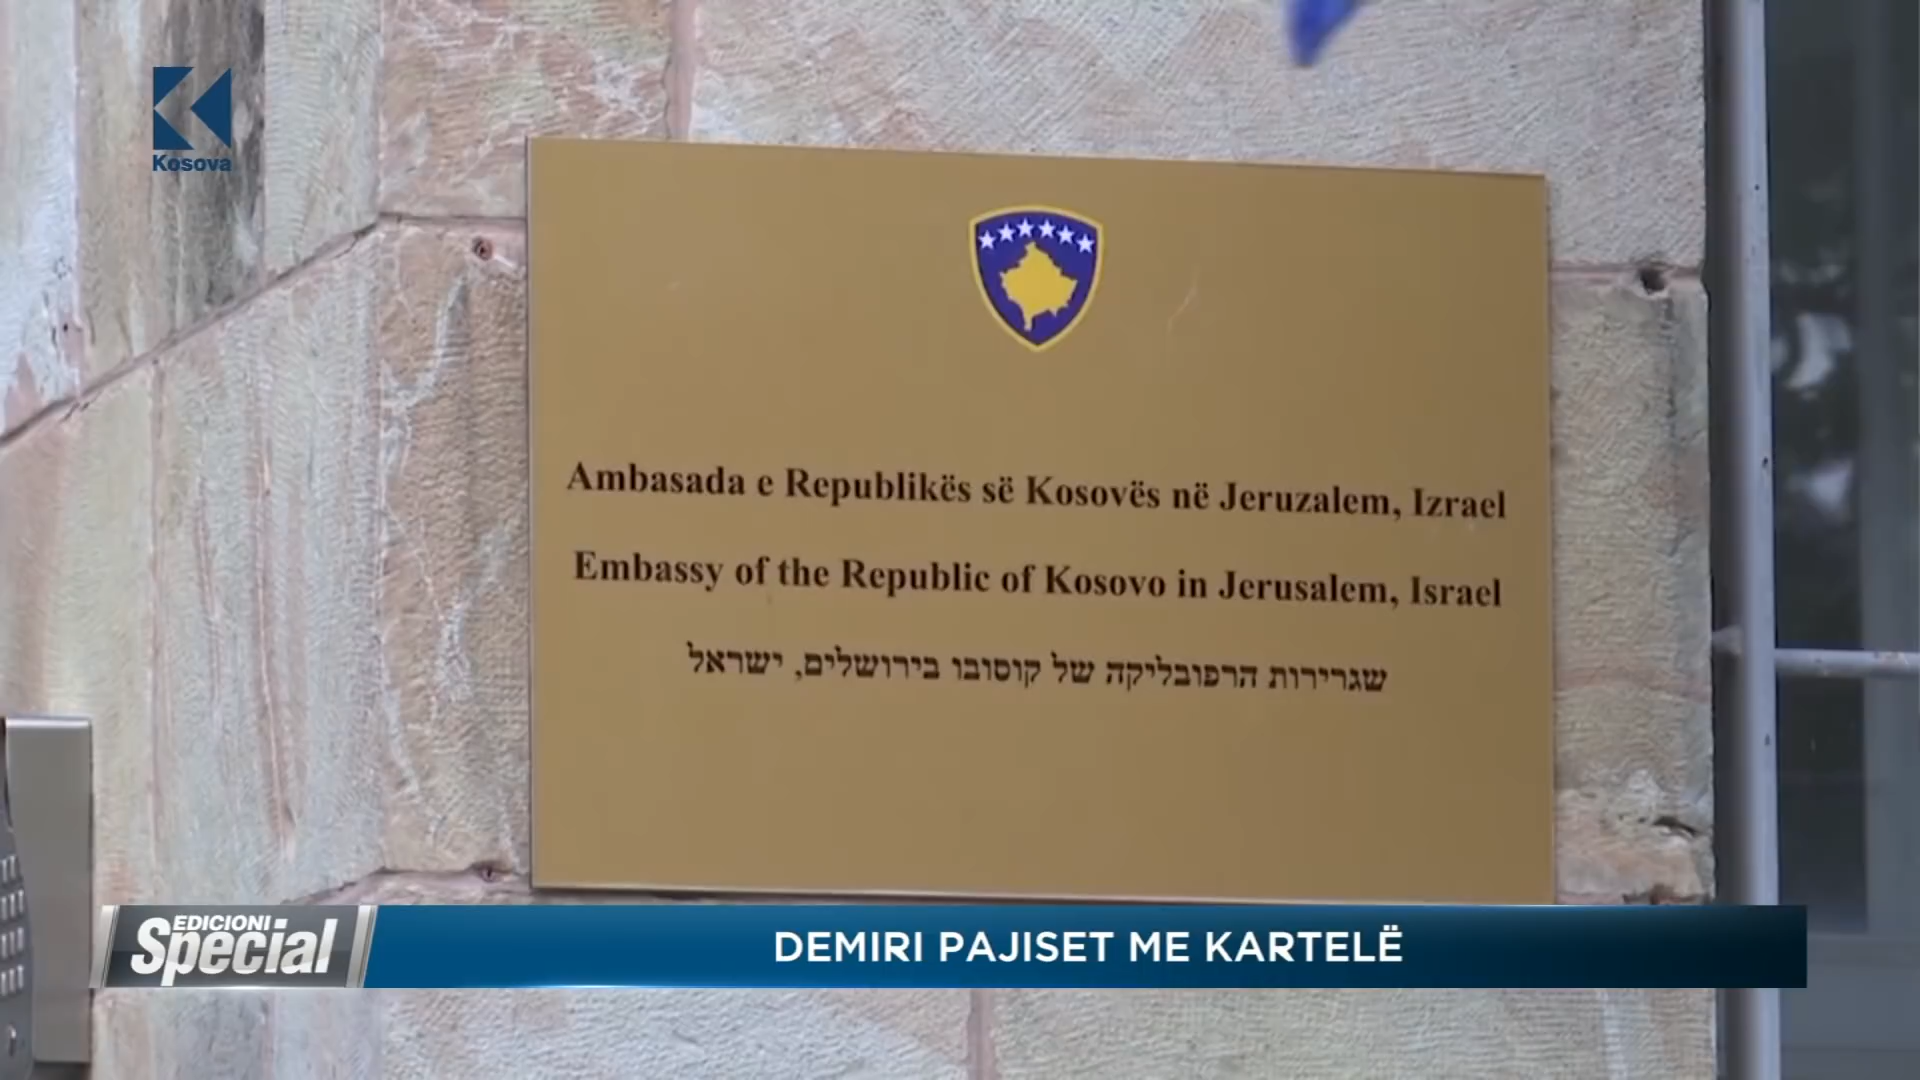 Kosova
Ambasada e Republikës së Kosovës në Jeruzalem, Izrael
Embassy of the Republic of Kosovo in Jerusalem, Israel
שגרירות הרפובליקה של קוסובו בירושלים, ישראל
EDICIONI
Special
DEMIRI PAJISET ME KARTELË